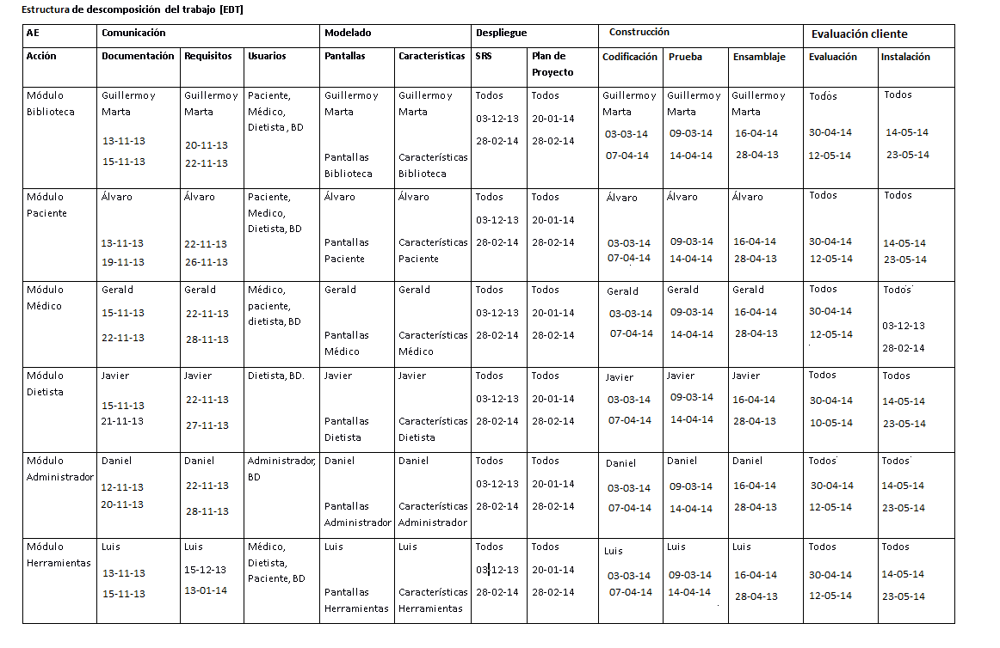 Estructura de descomposición del trabajo [EDT]
AE Comunicación Modelado Despliegue Construcción Evaluación cliente
Acción Documentación Requisitos Usuarios Pantallas Características SRS Plan de Proyecto Codificación Prueba Ensamblaje Evaluación Instalación
Módulo Guillermo y Guillermo y Paciente, Guillermo y Guillermo y Todos Todos Guillermo y Guillermo y Guillermo y Todos Todos
Biblioteca Marta Marta Médico, Marta Marta 03-12-13 20-01-14 Marta Marta Marta
Dietista , BD
13-11-13 20-11-13 28-02-14 28-02-14 03-03-14 09-03-14 16-04-14 30-04-14 14-05-14
15-11-13 22-11-13 Pantallas Características 07-04-14 14-04-14 28-04-13 12-05-14 23-05-14
Biblioteca Biblioteca
Módulo Álvaro Álvaro Paciente, Álvaro Álvaro Todos Todos Álvaro Álvaro Álvaro Todos Todos
Paciente Medico, 03-12-13 20-01-14
Dietista, BD
13-11-13 22-11-13 Pantallas Características 28-02-14 28-02-14 03-03-14 09-03-14 16-04-14 30-04-14 14-05-14
19-11-13 26-11-13 Paciente Paciente 07-04-14 14-04-14 28-04-13 12-05-14 23-05-14
Módulo Gerald Gerald Médico, Gerald Gerald Todos Todos Gerald Gerald Gerald Todos Todos
Médico paciente,
15-11-13 22-11-13 dietista, BD 03-12-13 20-01-14 03-03-14 09-03-14 16-04-14 30-04-14 03-12-13
22-11-13 28-11-13 Pantallas Características 28-02-14 28-02-14 07-04-14 14-04-14 28-04-13 12-05-14 28-02-14
Médico Médico
Módulo Javier Javier Dietista, BD. Javier Javier Todos Todos Javier Javier Javier Todos Todos
Dietista
15-11-13 22-11-13 03-12-13 20-01-14 03-03-14 09-03-14 16-04-14 30-04-14 14-05-14
21-11-13 27-11-13 Pantallas Características 28-02-14 28-02-14 07-04-14 14-04-14 28-04-13 10-05-14 23-05-14
Dietista Dietista
Módulo Daniel Daniel Administrador, Daniel Daniel Todos Todos Daniel Daniel Daniel Todos Todos
Administrador BD
12-11-13 22-11-13 03-12-13 20-01-14 03-03-14 09-03-14 16-04-14 30-04-14 14-05-14
20-11-13 28-11-13 Pantallas Características 28-02-14 28-02-14 07-04-14 14-04-14 28-04-13 12-05-14 23-05-14
Administrador Administrador
Módulo Luis Luis Médico, Luis Luis Todos Todos Luis Luis Luis Todos Todos
Herramientas Dietista,
13-11-13 15-12-13 Paciente, BD 03-12-13 20-01-14 03-03-14 09-03-14 16-04-14 30-04-14 14-05-14
15-11-13 13-01-14 Pantallas Características 28-02-14 28-02-14 07-04-14 14-04-14 28-04-13 12-05-14 23-05-14
Herramientas Herramientas